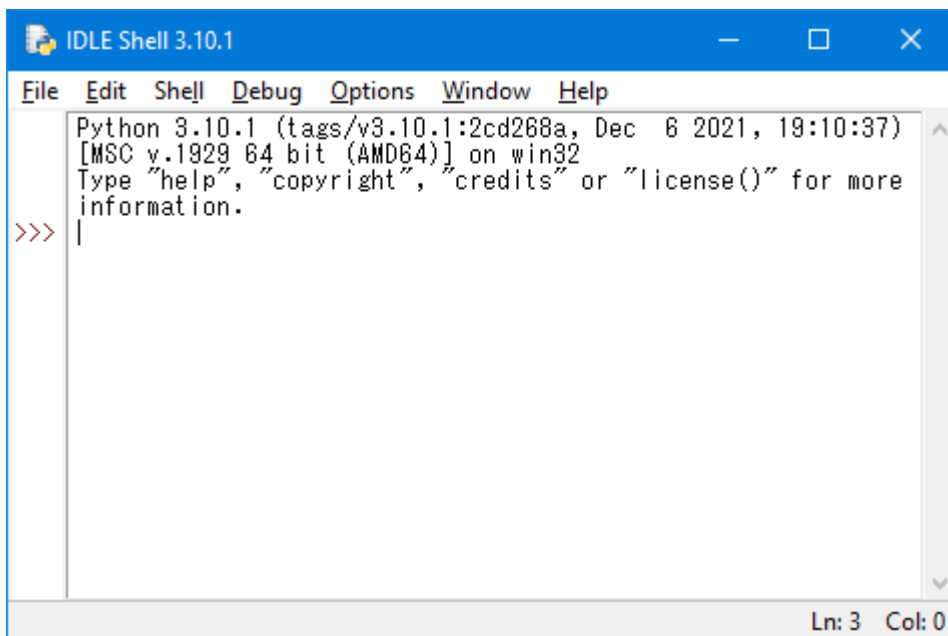 IDLE Shell 3.10.1
File Edit Shell Debug Options Window Help
Python 3.10.1 (tags/v3.10.1:2cd268a, Dec  6 2021, 19:10:37)
[MSC v.1929 64 bit (AMD64)] on win32
Type "help", "copyright", "credits" or "license()" for more
information.
>>>
Ln: 3 Col: 0